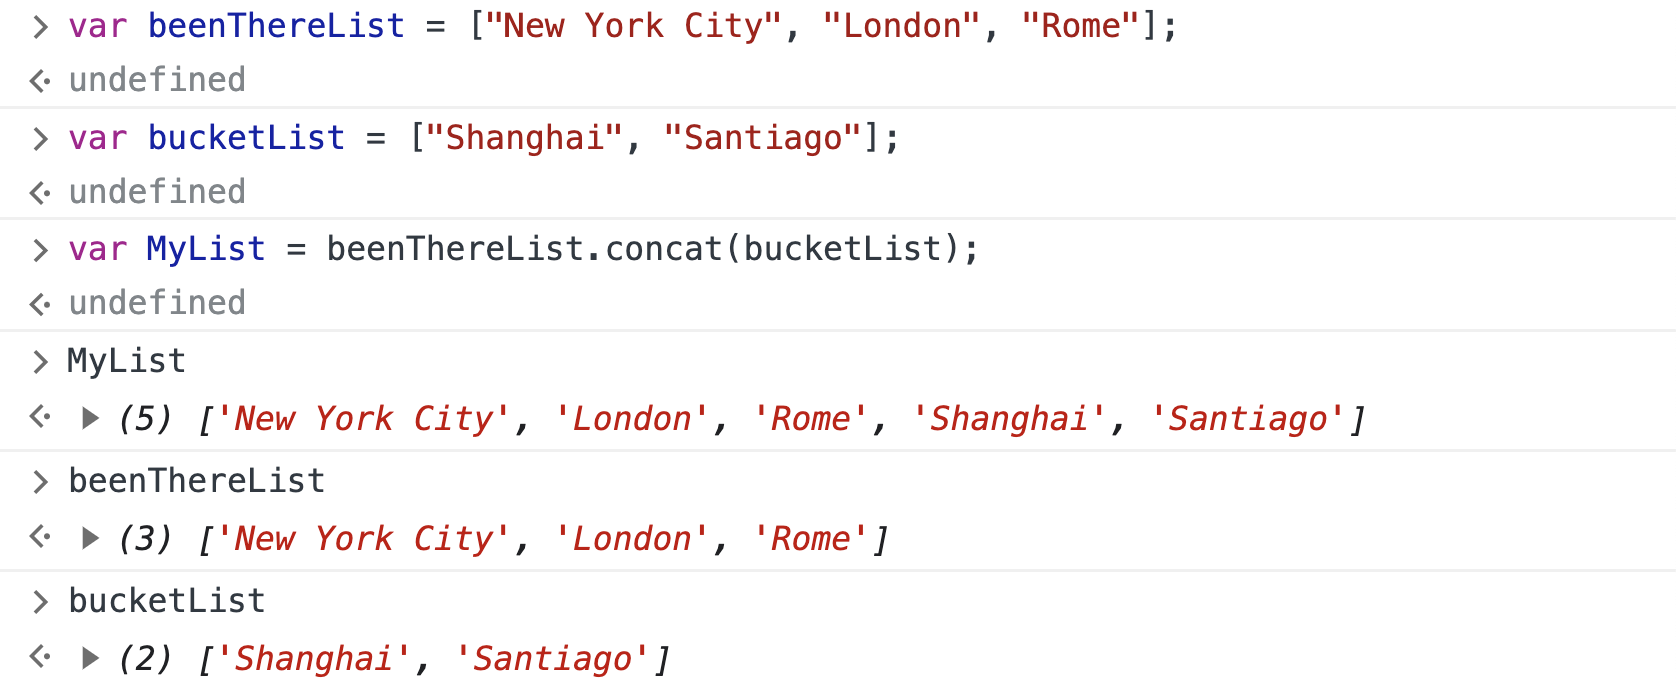 > var beenThereList = ["New York City", "London", "Rome"];
undefined
> var bucketList = ["Shanghai", "Santiago"];
undefined
> var MyList = beenThereList.concat(bucketList);
undefined
> MyList
(5) ['New York City', 'London', 'Rome', 'Shanghai', 'Santiago']
> beenThereList
(3) ['New York City', 'London', 'Rome']
> bucketList
(2) ['Shanghai', 'Santiago']